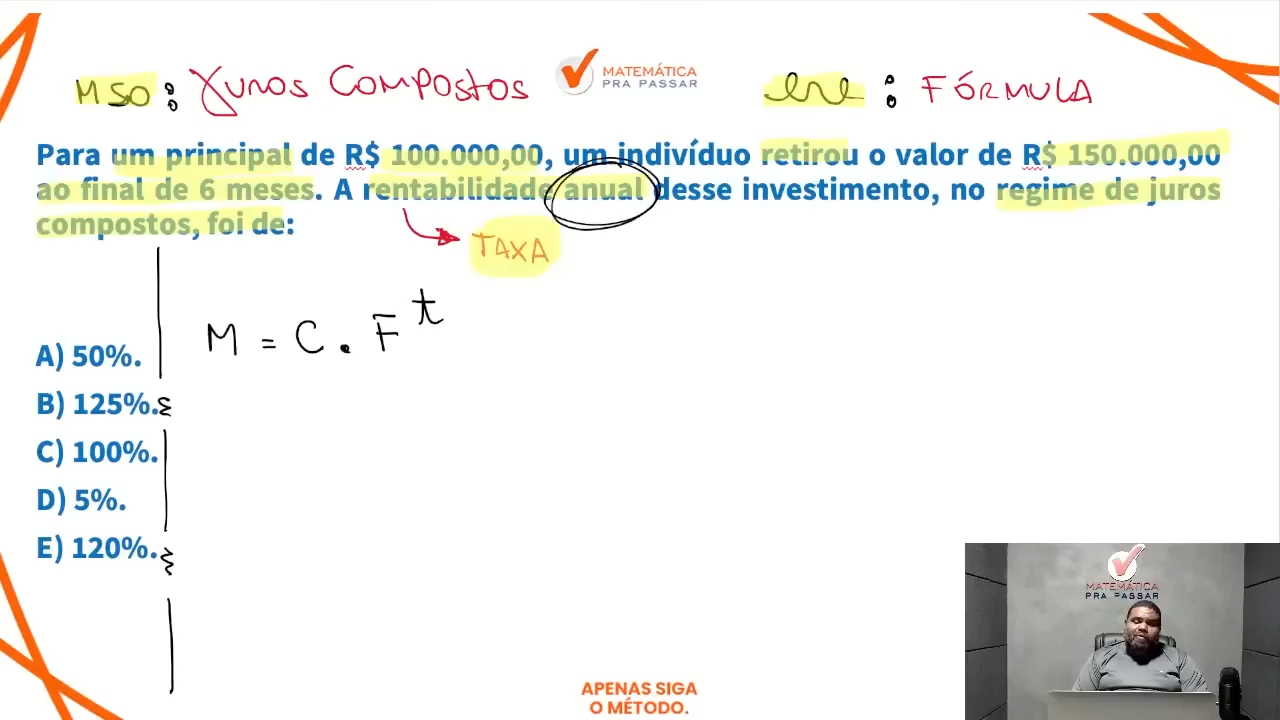 MSO: Juros Compostos
MATEMÁTICA
PRA PASSAR
: FÓRMULA
Para um principal de R$ 100.000,00, um indivíduo retirou o valor de R$ 150.000,00
ao final de 6 meses. A rentabilidade anual desse investimento, no regime de juros
compostos, foi de:
TAXA
M = C . F^t
A) 50%.
B) 125%.
C) 100%.
D) 5%.
E) 120%.
MATEMÁTICA
PRA PASSAR
APENAS SIGA
O MÉTODO.